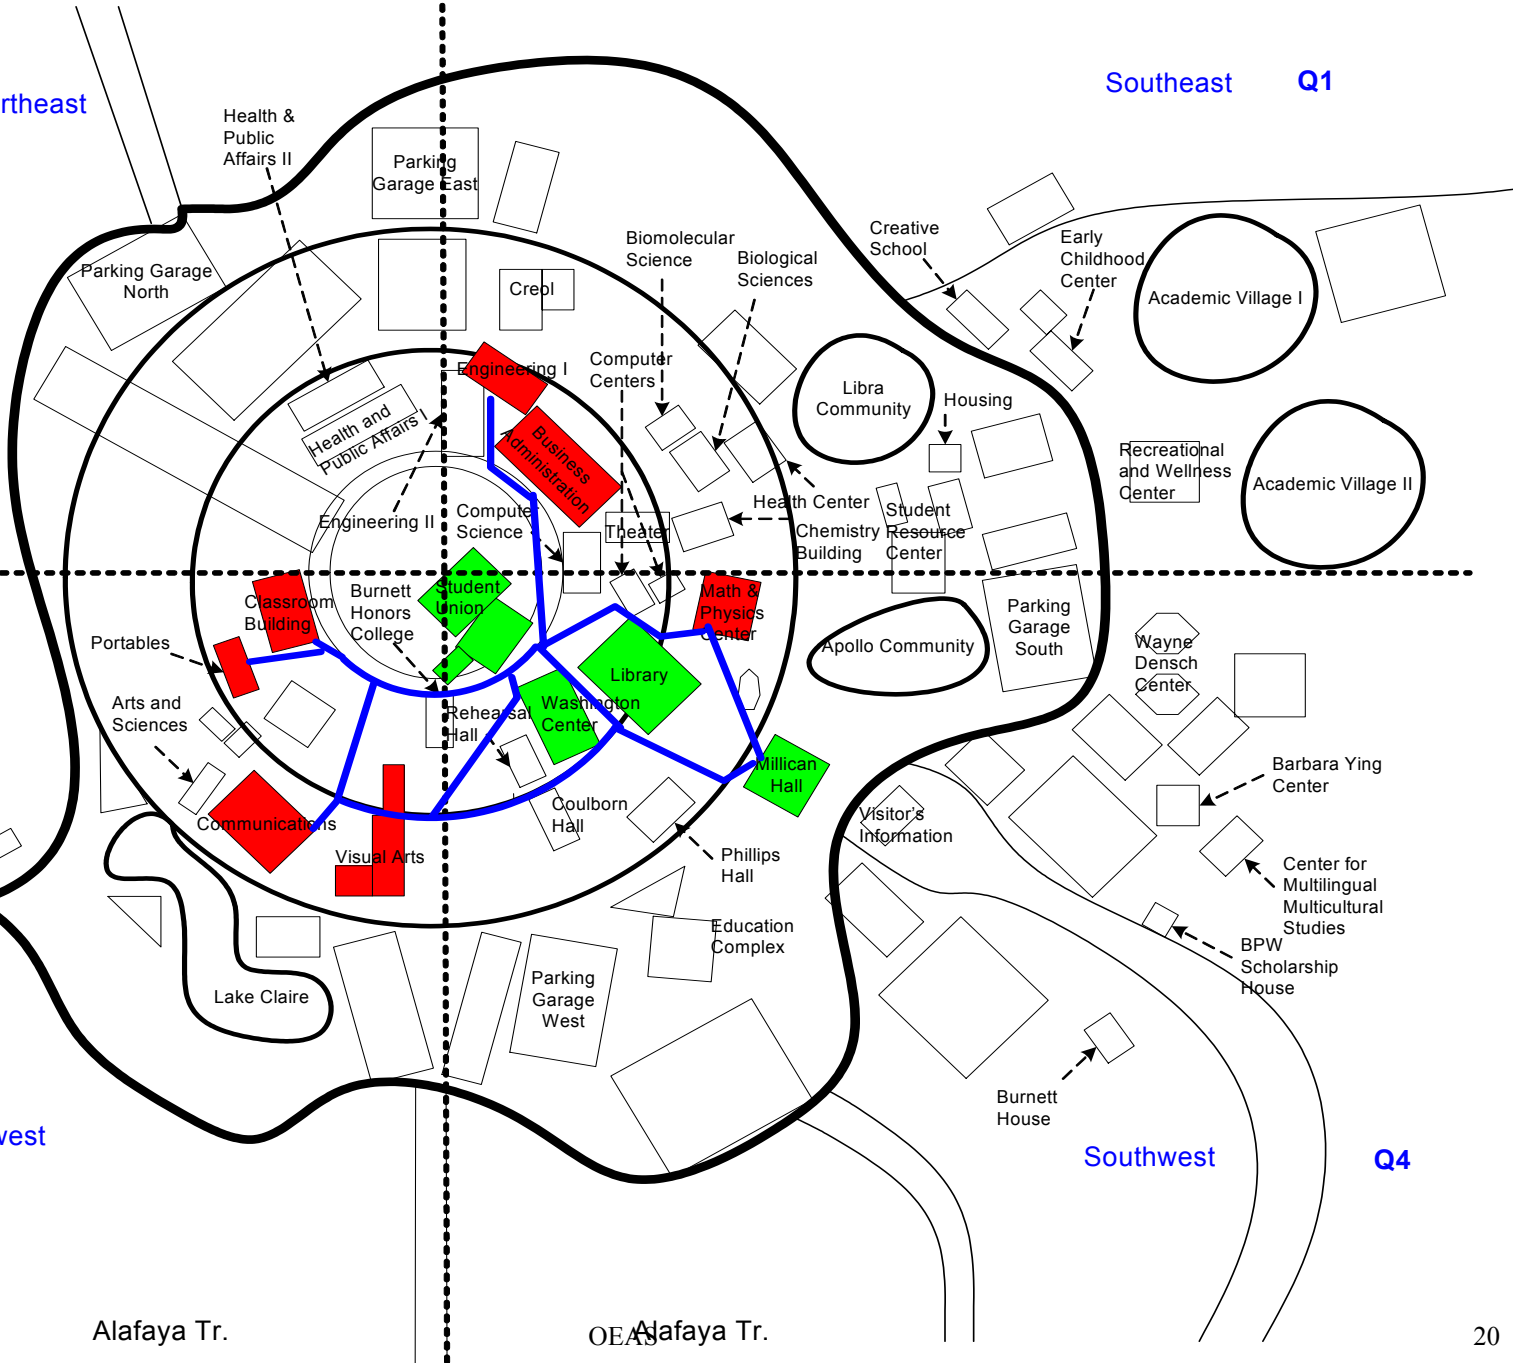 Southeast Q1
rtheast
Health &
Public
Affairs II
Parking
Garage East
Creative
School
Early
Childhood
Center
Biomolecular
Science
Biological
Sciences
Parking Garage
North
Creol
Academic Village I
Engineering I
Computer
Centers
Libra
Community
Housing
Health and
Public Affairs I
Business
Administration
Recreational
and Wellness
Center
Academic Village II
Engineering II
Computer
Science
Theater
Health Center
Chemistry
Building
Student
Resource
Center
Classroom
Building
Burnett
Honors
College
Student
Union
Math &
Physics
Center
Parking
Garage
South
Portables
Apollo Community
Wayne
Densch
Center
Library
Arts and
Sciences
Rehearsal
Hall
Washington
Center
Millican
Hall
Barbara Ying
Center
Communications
Coulborn
Hall
Visitor's
Information
Visual Arts
Phillips
Hall
Center for
Multilingual
Multicultural
Studies
Education
Complex
BPW
Scholarship
House
Lake Claire
Parking
Garage
West
Burnett
House
west
Southwest Q4
Alafaya Tr.
OEAS
Alafaya Tr.
20